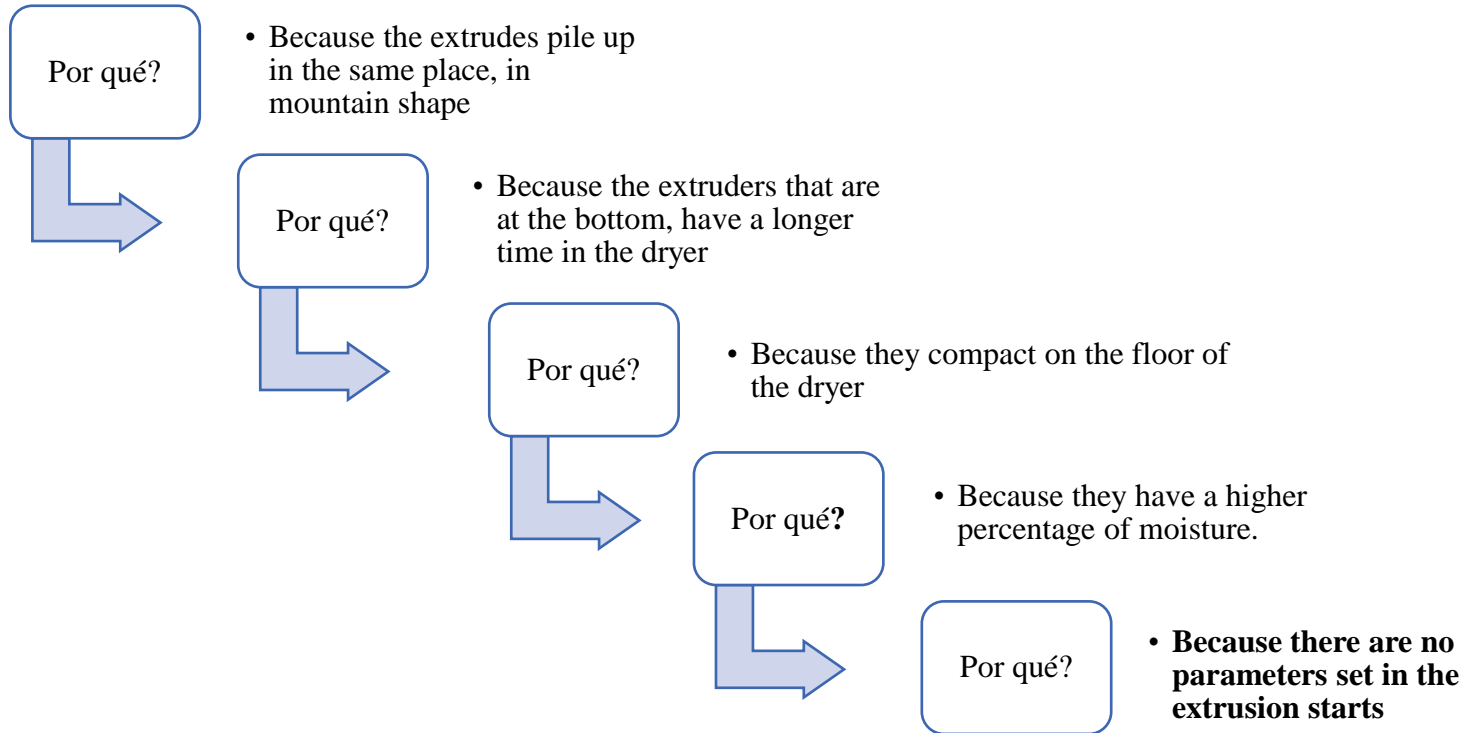 Por qué?
• Because the extrudes pile up
in the same place, in
mountain shape
Por qué?
• Because the extruders that are
at the bottom, have a longer
time in the dryer
Por qué?
• Because they compact on the floor of
the dryer
Por qué?
• Because they have a higher
percentage of moisture.
Por qué?
• Because there are no
parameters set in the
extrusion starts